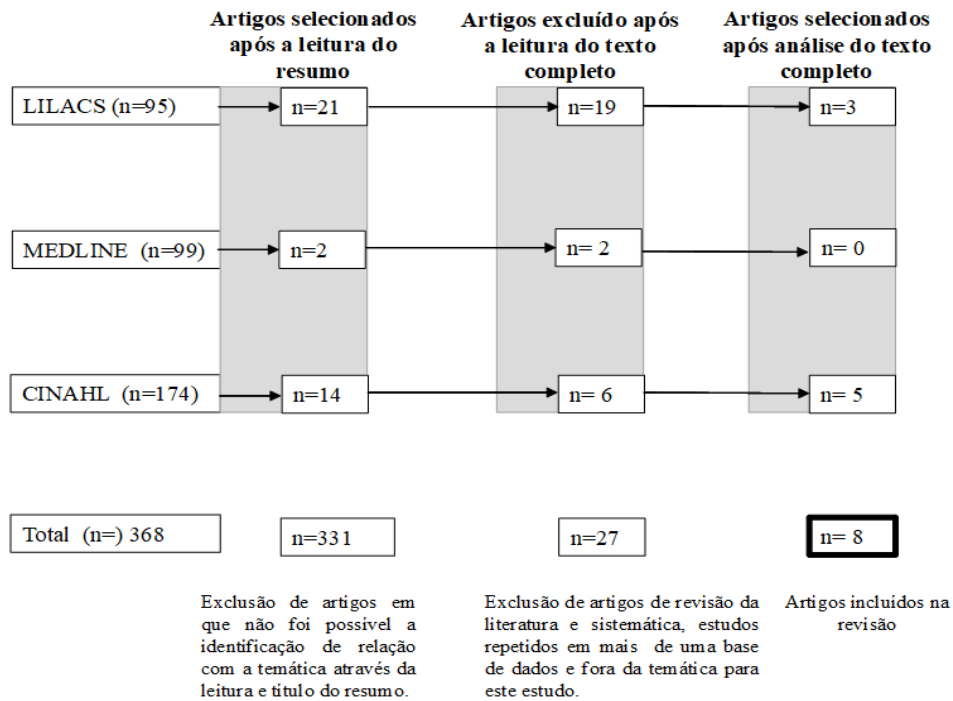 Artigos selecionados
após a leitura do
resumo
Artigos excluído após
a leitura do texto
completo
Artigos selecionados
após análise do texto
completo
LILACS (n=95)
n=21
n=19
n=3
MEDLINE (n=99)
n=2
n= 2
n= 0
CINAHL (n=174)
n=14
n= 6
n= 5
Total (n=) 368
n=331
n=27
n= 8
Exclusão de artigos em
que não foi possível a
identificação de relação
com a temática através da
leitura e titulo do resumo.
Exclusão de artigos de revisão da
literatura e sistemática, estudos
repetidos em mais de uma base
de dados e fora da temática para
este estudo.
Artigos incluidos na
revisão